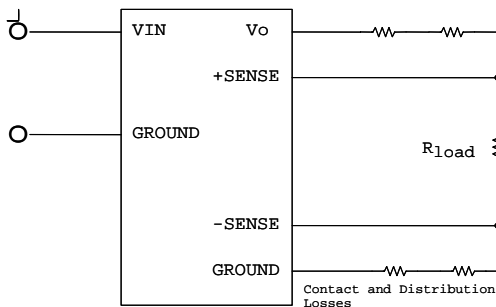 VIN Vo
+SENSE
GROUND
Rload
-SENSE
GROUND
Contact and Distribution
Losses